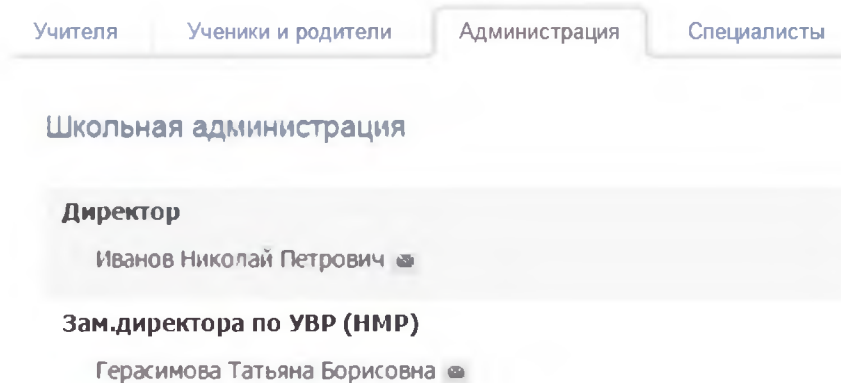 Учителя Ученики и родители Администрация Специалисты
Школьная администрация
Директор
Иванов Николай Петрович
Зам.директора по УВР (НМР)
Герасимова Татьяна Борисовна